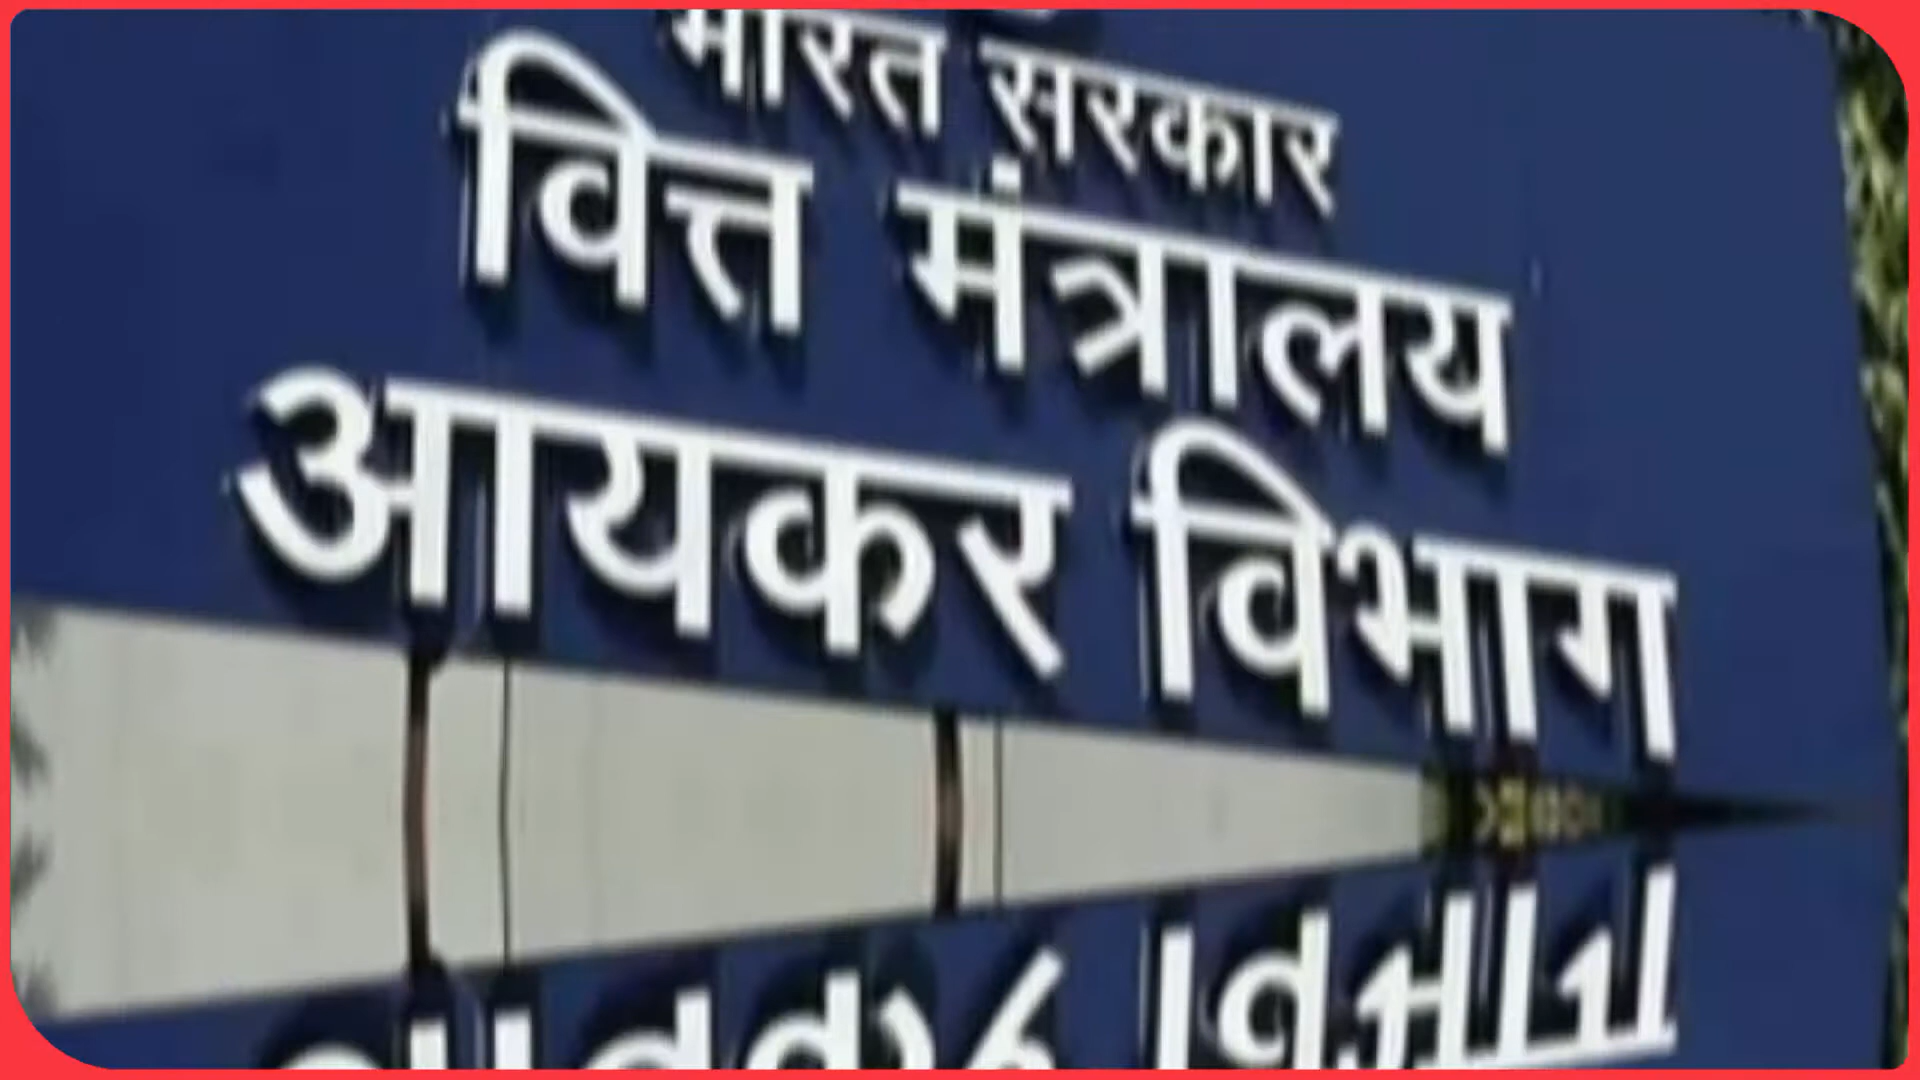 भारत सरकार
वित्त मंत्रालय
आयकर विभाग